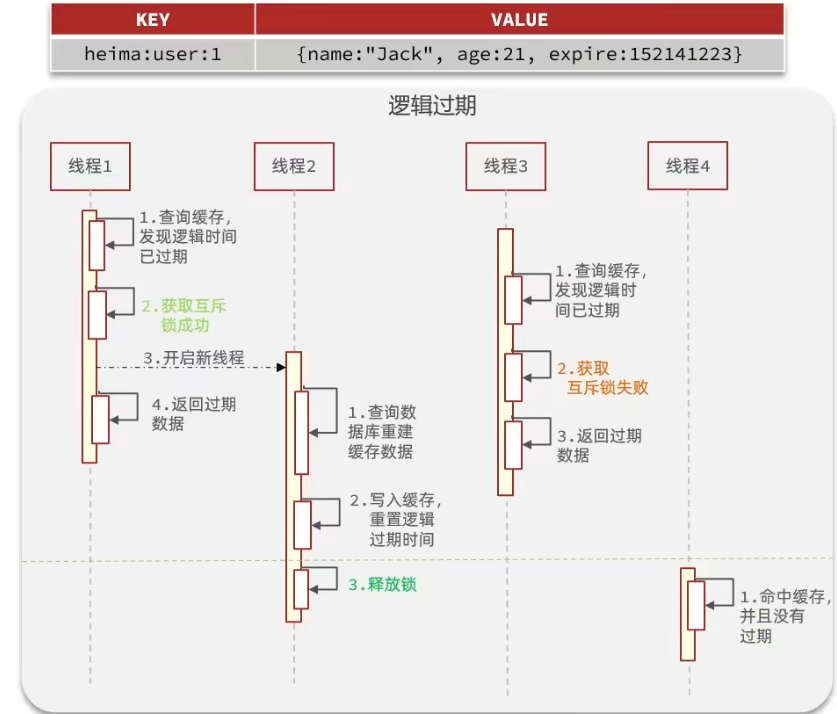 KEY VALUE
heima:user:1 {name:"Jack", age:21, expire:152141223}
逻辑过期
线程1
线程2
线程3
线程4
1.查询缓存,
发现逻辑时间
已过期
2.获取互斥
锁成功
3.开启新线程
4.返回过期
数据
1.查询数
据库重建
缓存数据
2.写入缓存,
重置逻辑
过期时间
3.释放锁
1.查询缓存,
发现逻辑时
间已过期
2.获取
互斥锁失败
3.返回过期
数据
1.命中缓存,
并且没有
过期